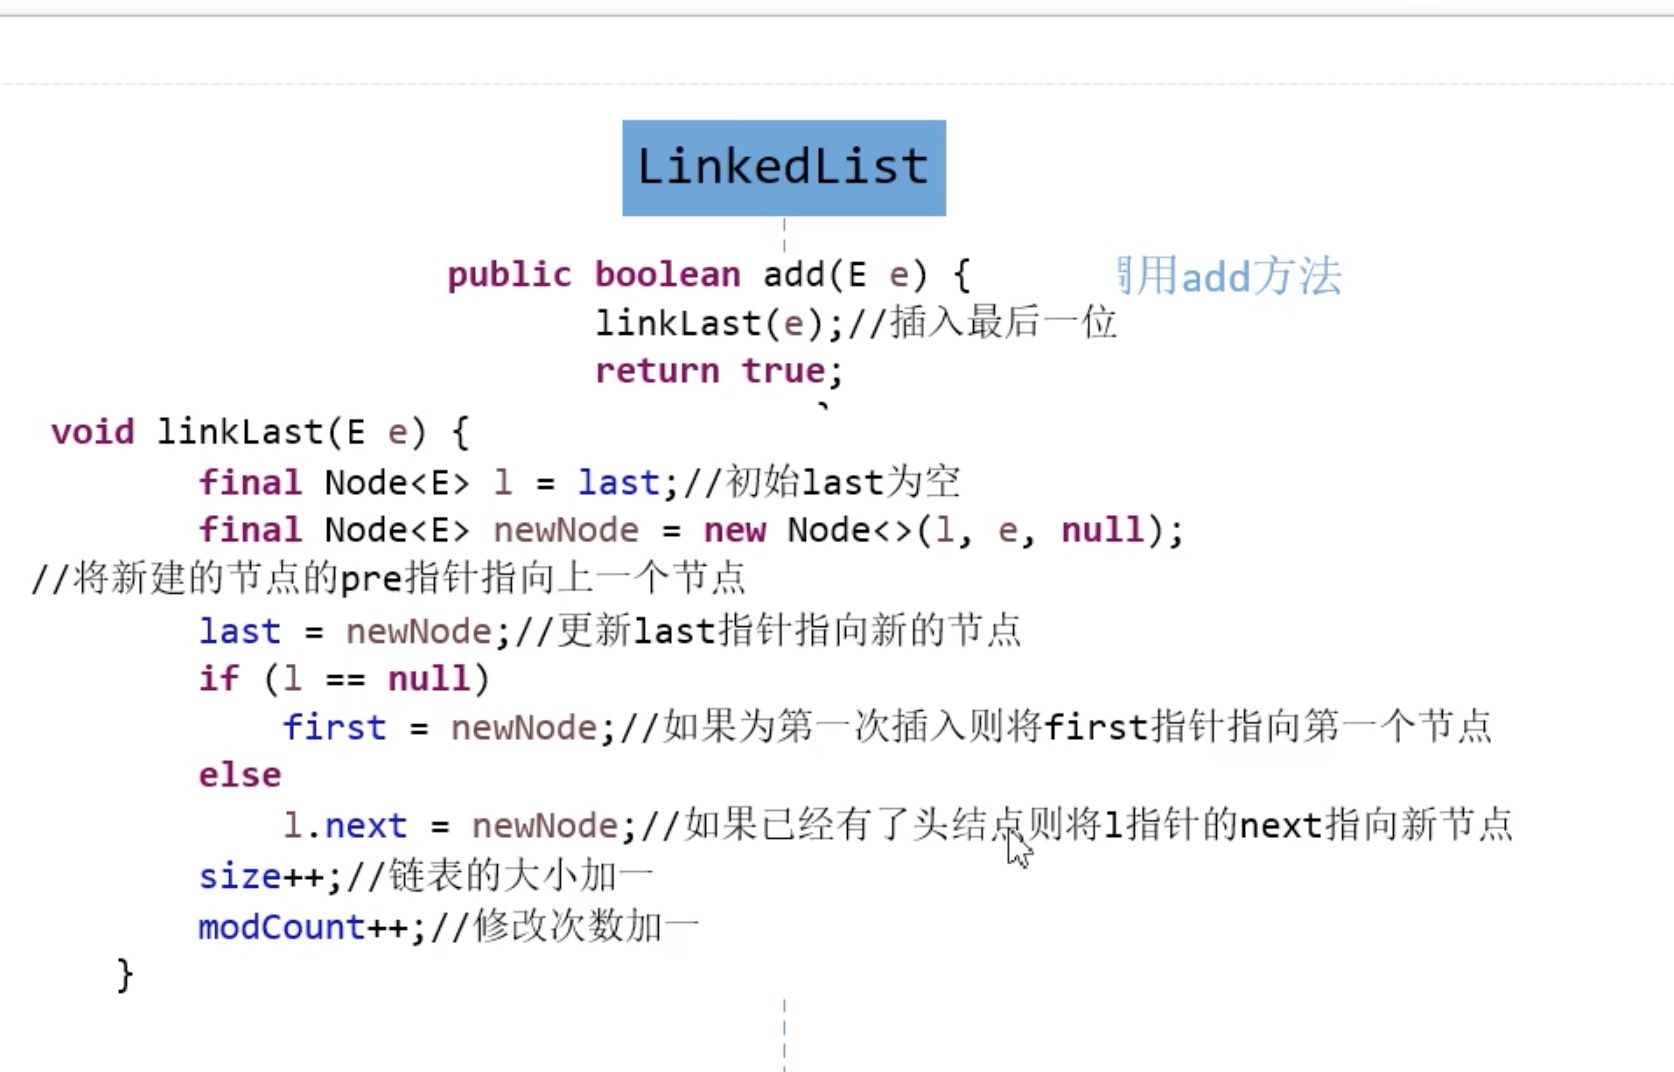 LinkedList
public boolean add(E e) {
用add方法
linkLast(e);//插入最后一位
return true;
void linkLast(E e) {
final Node<E> l = last;//初始last为空
final Node<E> newNode = new Node<>(l, e, null);
//将新建的节点的pre指针指向上一个节点
last = newNode;//更新last指针指向新的节点
if (l == null)
first = newNode;//如果为第一次插入则将first指针指向第一个节点
else
l.next = newNode;//如果已经有了头结点则将l指针的next指向新节点
size++;//链表的大小加一
modCount++;//修改次数加一
}